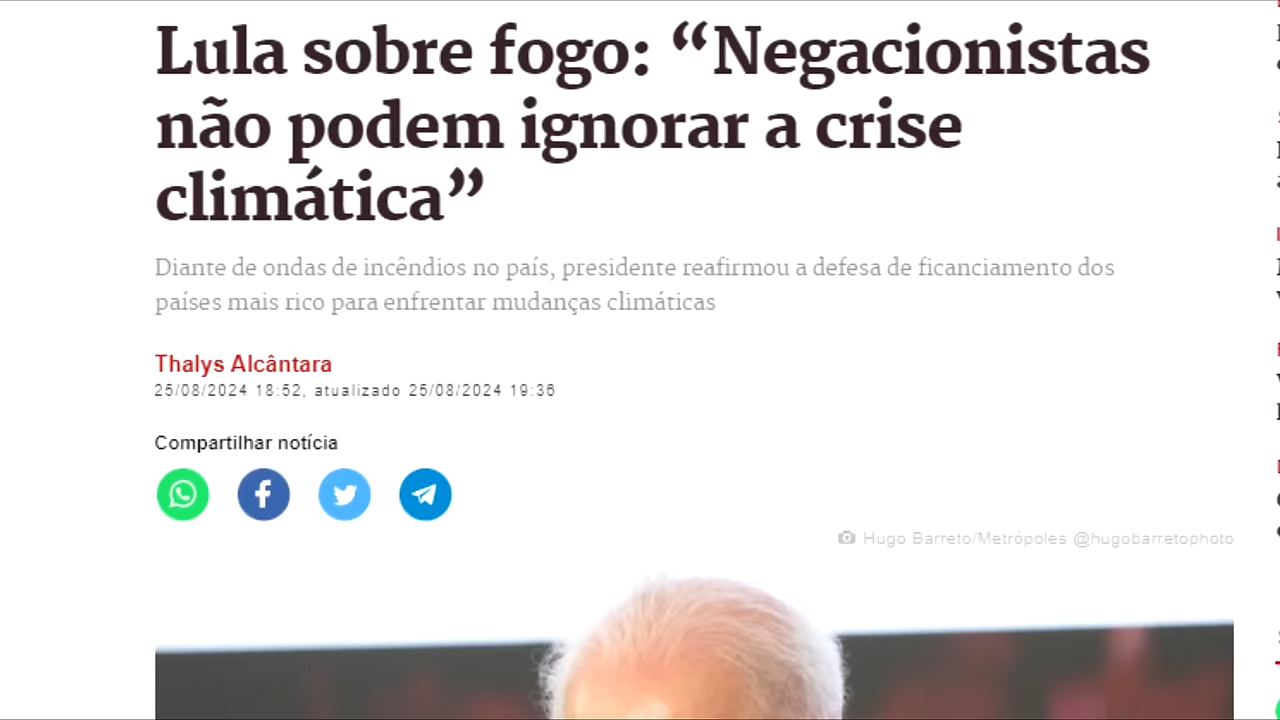 Lula sobre fogo: “Negacionistas
não podem ignorar a crise
climática”
Diante de ondas de incêndios no país, presidente reafirmou a defesa de ficanciamento dos
países mais rico para enfrentar mudanças climáticas
Thalys Alcântara
25/08/2024 18:52, atualizado 25/08/2024 19:36
Compartilhar notícia
Hugo Barreto/Metrópoles @hugobarretophoto